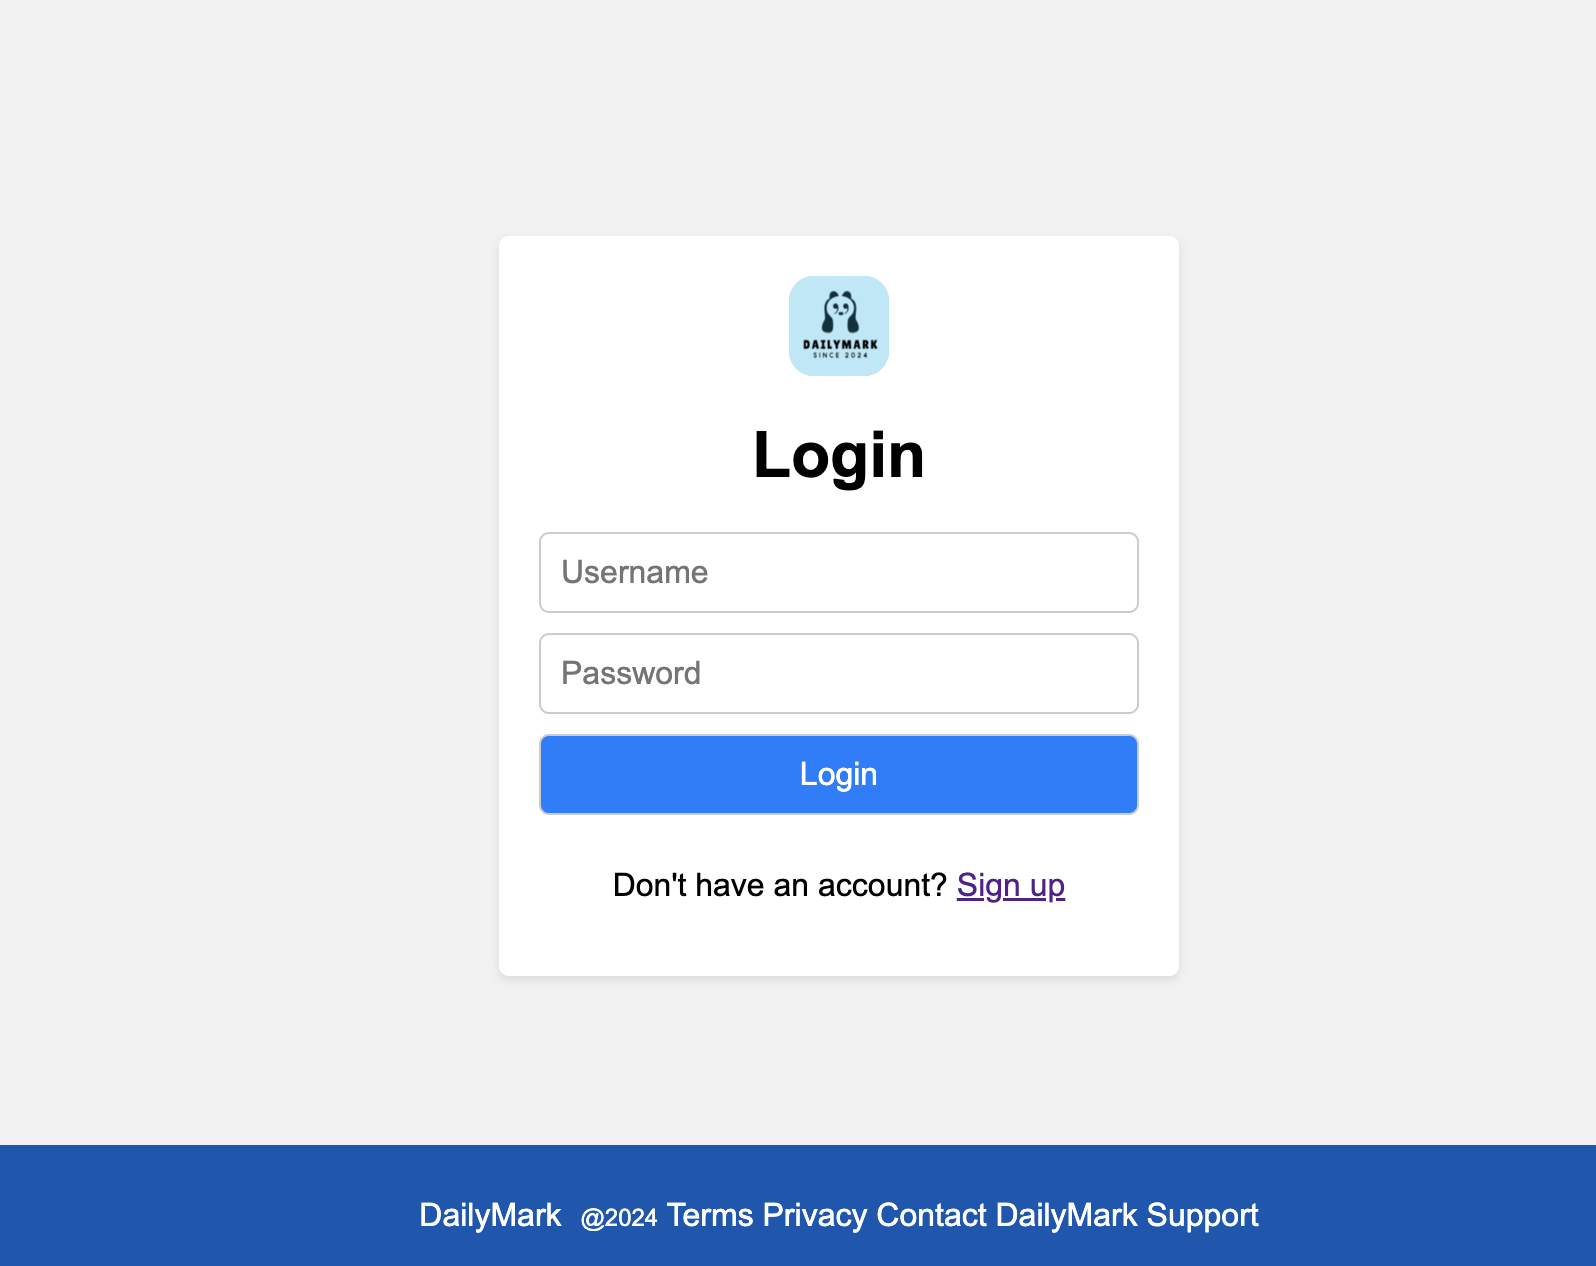 DAILYMARK
SINCE 2024
Login
Username
Password
Login
Don't have an account? Sign up
DailyMark @2024 Terms Privacy Contact DailyMark Support